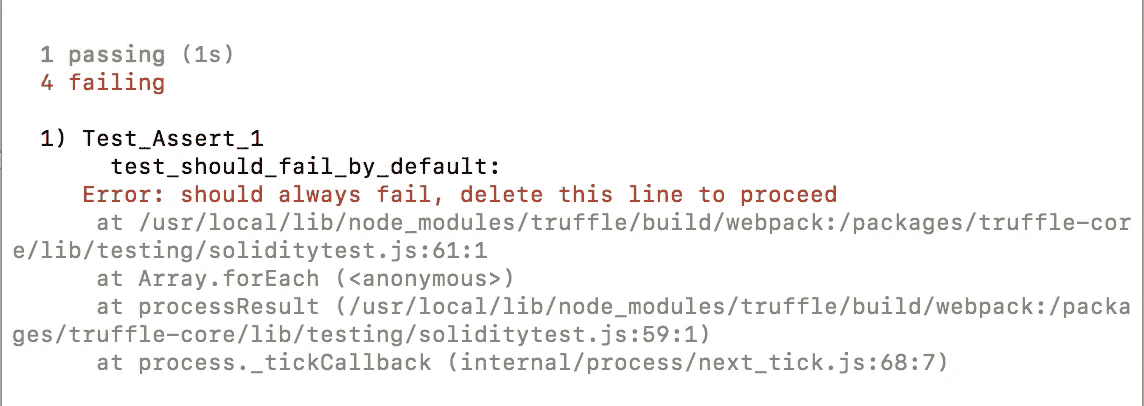 1 passing (1s)
4 failing
1) Test_Assert_1
test_should_fail_by_default:
Error: should always fail, delete this line to proceed
at /usr/local/lib/node_modules/truffle/build/webpack:/packages/truffle-cor
e/lib/testing/soliditytest.js:61:1
at Array.forEach (<anonymous>)
at processResult (/usr/local/lib/node_modules/truffle/build/webpack:/packa
ges/truffle-core/lib/testing/soliditytest.js:59:1)
at process._tickCallback (internal/process/next_tick.js:68:7)